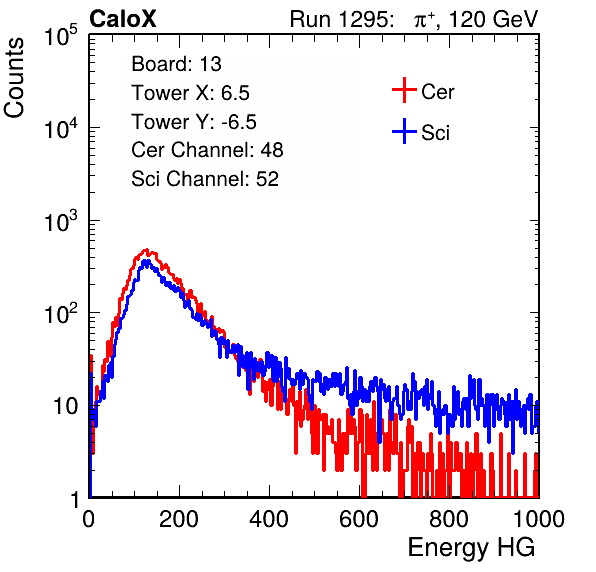 CaloX Run 1295: π⁺, 120 GeV
Counts
Board: 13
Tower X: 6.5
Tower Y: -6.5
Cer Channel: 48
Sci Channel: 52
Cer
Sci
10⁵
10⁴
10³
10²
10
1
0 200 400 600 800 1000
Energy HG